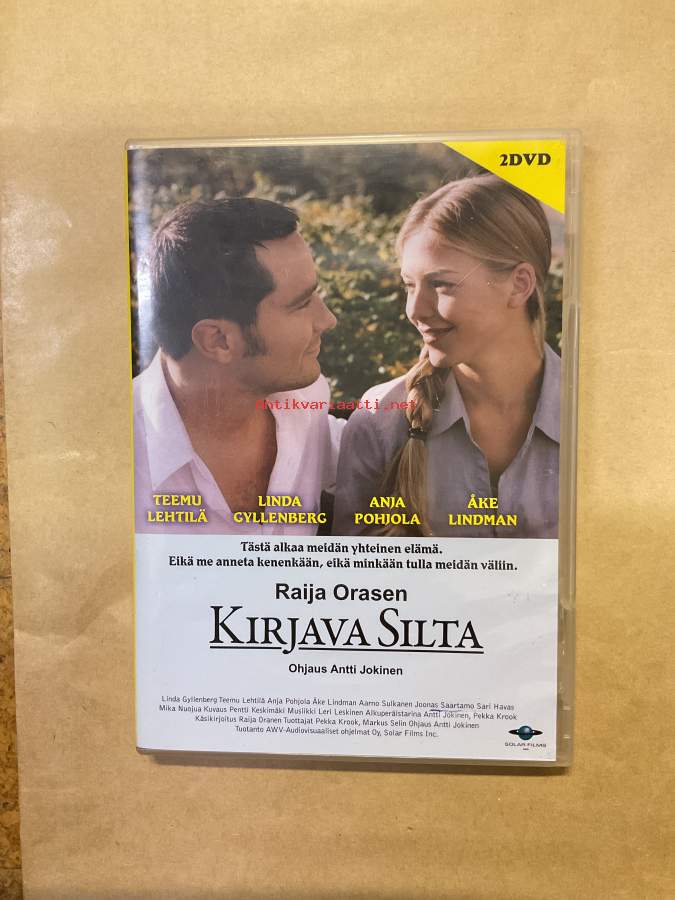 2DVD
antikvariaatti.net
TEEMU LEHTILÄ
LINDA GYLLENBERG
ANJA POHJOLA
ÅKE LINDMAN
Tästä alkaa meidän yhteinen elämä.
Eikä me anneta kenenkään, eikä minkään tulla meidän väliin.
Raija Orasen
KIRJAVA SILTA
Ohjaus Antti Jokinen
Linda Gyllenberg Teemu Lehtilä Anja Pohjola Åke Lindman Aarno Sulkanen Joonas Saartamo Sari Havas
Mika Nuojua Kuvaus Pentti Keskimäki Musiikki Leri Leskinen Alkuperäistarina Antti Jokinen, Pekka Krook
Käsikirjoitus Raija Oranen Tuottajat Pekka Krook, Markus Selin Ohjaus Antti Jokinen
Tuotanto AWV-Audiovisuaaliset ohjelmat Oy, Solar Films Inc.
SOLAR FILMS